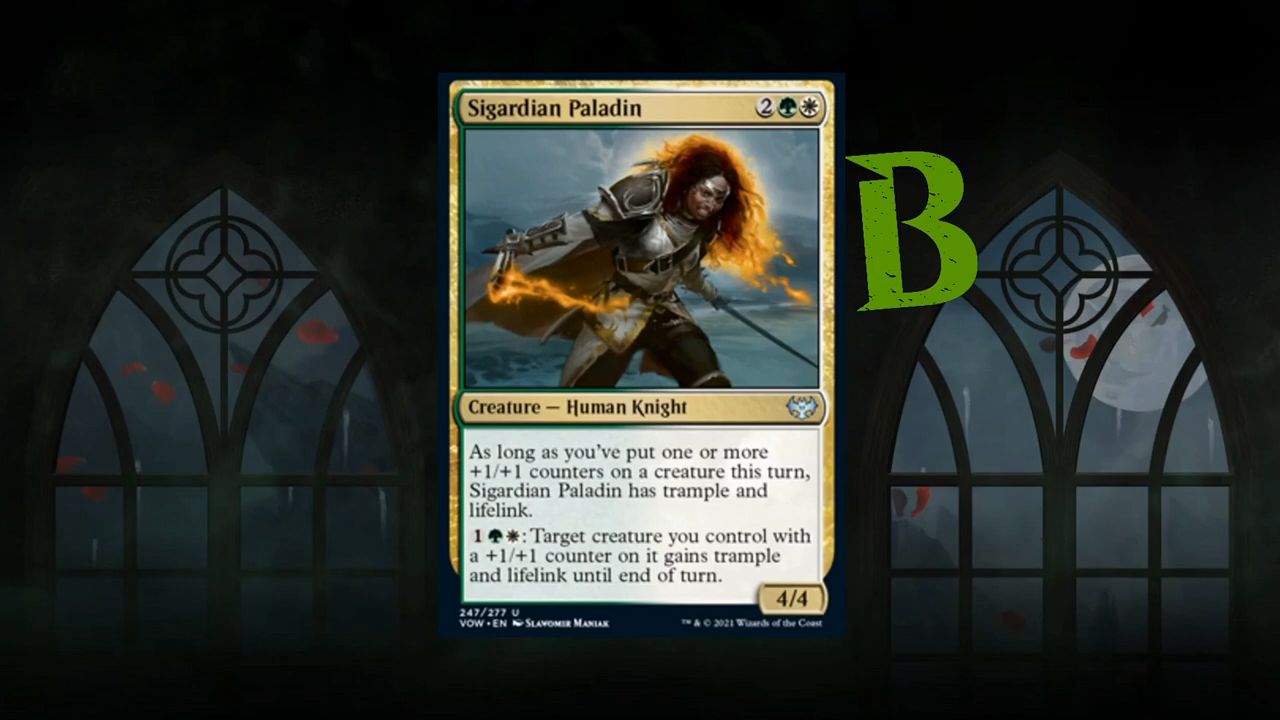 Sigardian Paladin 2
B
Creature — Human Knight
As long as you've put one or more
+1/+1 counters on a creature this turn,
Sigardian Paladin has trample and
lifelink.
1 : Target creature you control with
a +1/+1 counter on it gains trample
and lifelink until end of turn.
4/4
247/277 U
VOW • EN Slawomir Maniak
™ & © 2021 Wizards of the Coast